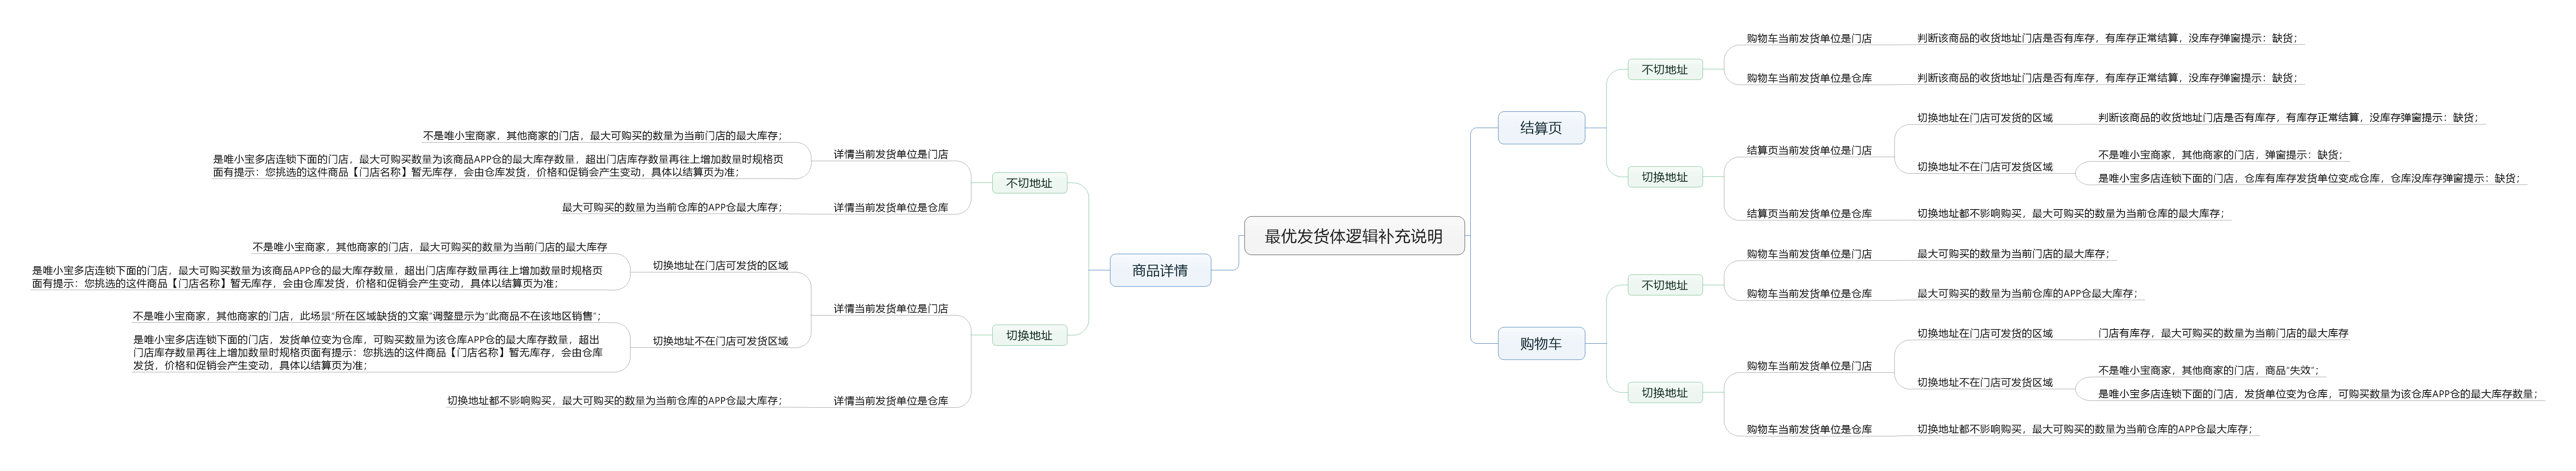 最优发货体逻辑补充说明
结算页
不切地址
购物车当前发货单位是门店
判断该商品的收货地址门店是否有库存，有库存正常结算，没库存弹窗提示：缺货；
购物车当前发货单位是仓库
判断该商品的收货地址门店是否有库存，有库存正常结算，没库存弹窗提示：缺货；
切换地址
结算页当前发货单位是门店
切换地址在门店可发货的区域
判断该商品的收货地址门店是否有库存，有库存正常结算，没库存弹窗提示：缺货；
切换地址不在门店可发货区域
不是唯小宝商家，其他商家的门店，弹窗提示：缺货；
是唯小宝多店连锁下面的门店，仓库有库存发货单位变成仓库，仓库没库存弹窗提示：缺货；
结算页当前发货单位是仓库
切换地址都不影响购买，最大可购买的数量为当前仓库的最大库存；
购物车
不切地址
购物车当前发货单位是门店
最大可购买的数量为当前门店的最大库存；
购物车当前发货单位是仓库
最大可购买的数量为当前仓库的APP仓最大库存；
切换地址
购物车当前发货单位是门店
切换地址在门店可发货的区域
门店有库存，最大可购买的数量为当前门店的最大库存
切换地址不在门店可发货区域
不是唯小宝商家，其他商家的门店，商品“失效”；
是唯小宝多店连锁下面的门店，发货单位变为仓库，可购买数量为该仓库APP仓的最大库存数量；
购物车当前发货单位是仓库
切换地址都不影响购买，最大可购买的数量为当前仓库的APP仓最大库存；
商品详情
不切地址
详情当前发货单位是门店
不是唯小宝商家，其他商家的门店，最大可购买的数量为当前门店的最大库存；
是唯小宝多店连锁下面的门店，最大可购买数量为该商品APP仓的最大库存数量，超出门店库存数量再往上增加数量时规格页
面有提示：您挑选的这件商品【门店名称】暂无库存，会由仓库发货，价格和促销会产生变动，具体以结算页为准；
详情当前发货单位是仓库
最大可购买的数量为当前仓库的APP仓最大库存；
切换地址
详情当前发货单位是门店
切换地址在门店可发货的区域
不是唯小宝商家，其他商家的门店，最大可购买的数量为当前门店的最大库存
是唯小宝多店连锁下面的门店，最大可购买数量为该商品APP仓的最大库存数量，超出门店库存数量再往上增加数量时规格页
面有提示：您挑选的这件商品【门店名称】暂无库存，会由仓库发货，价格和促销会产生变动，具体以结算页为准；
切换地址不在门店可发货区域
不是唯小宝商家，其他商家的门店，此场景“所在区域缺货的文案”调整显示为“此商品不在该地区销售”；
是唯小宝多店连锁下面的门店，发货单位变为仓库，可购买数量为该仓库APP仓的最大库存数量，超出
门店库存数量再往上增加数量时规格页面有提示：您挑选的这件商品【门店名称】暂无库存，会由仓库
发货，价格和促销会产生变动，具体以结算页为准；
详情当前发货单位是仓库
切换地址都不影响购买，最大可购买的数量为当前仓库的APP仓最大库存；